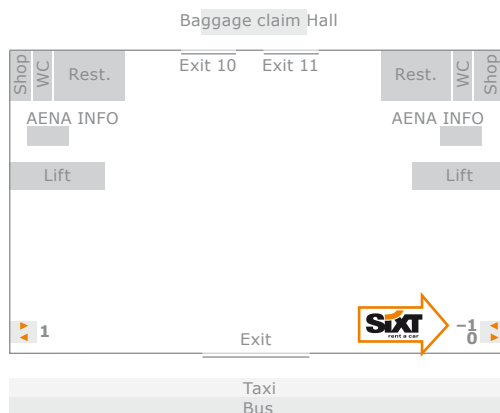 Baggage claim Hall
Exit 10 Exit 11
Shop WC Rest. Rest. WC Shop
AENA INFO AENA INFO
Lift Lift
SIXT
rent a car
-1
0
1
Exit
Taxi
Bus